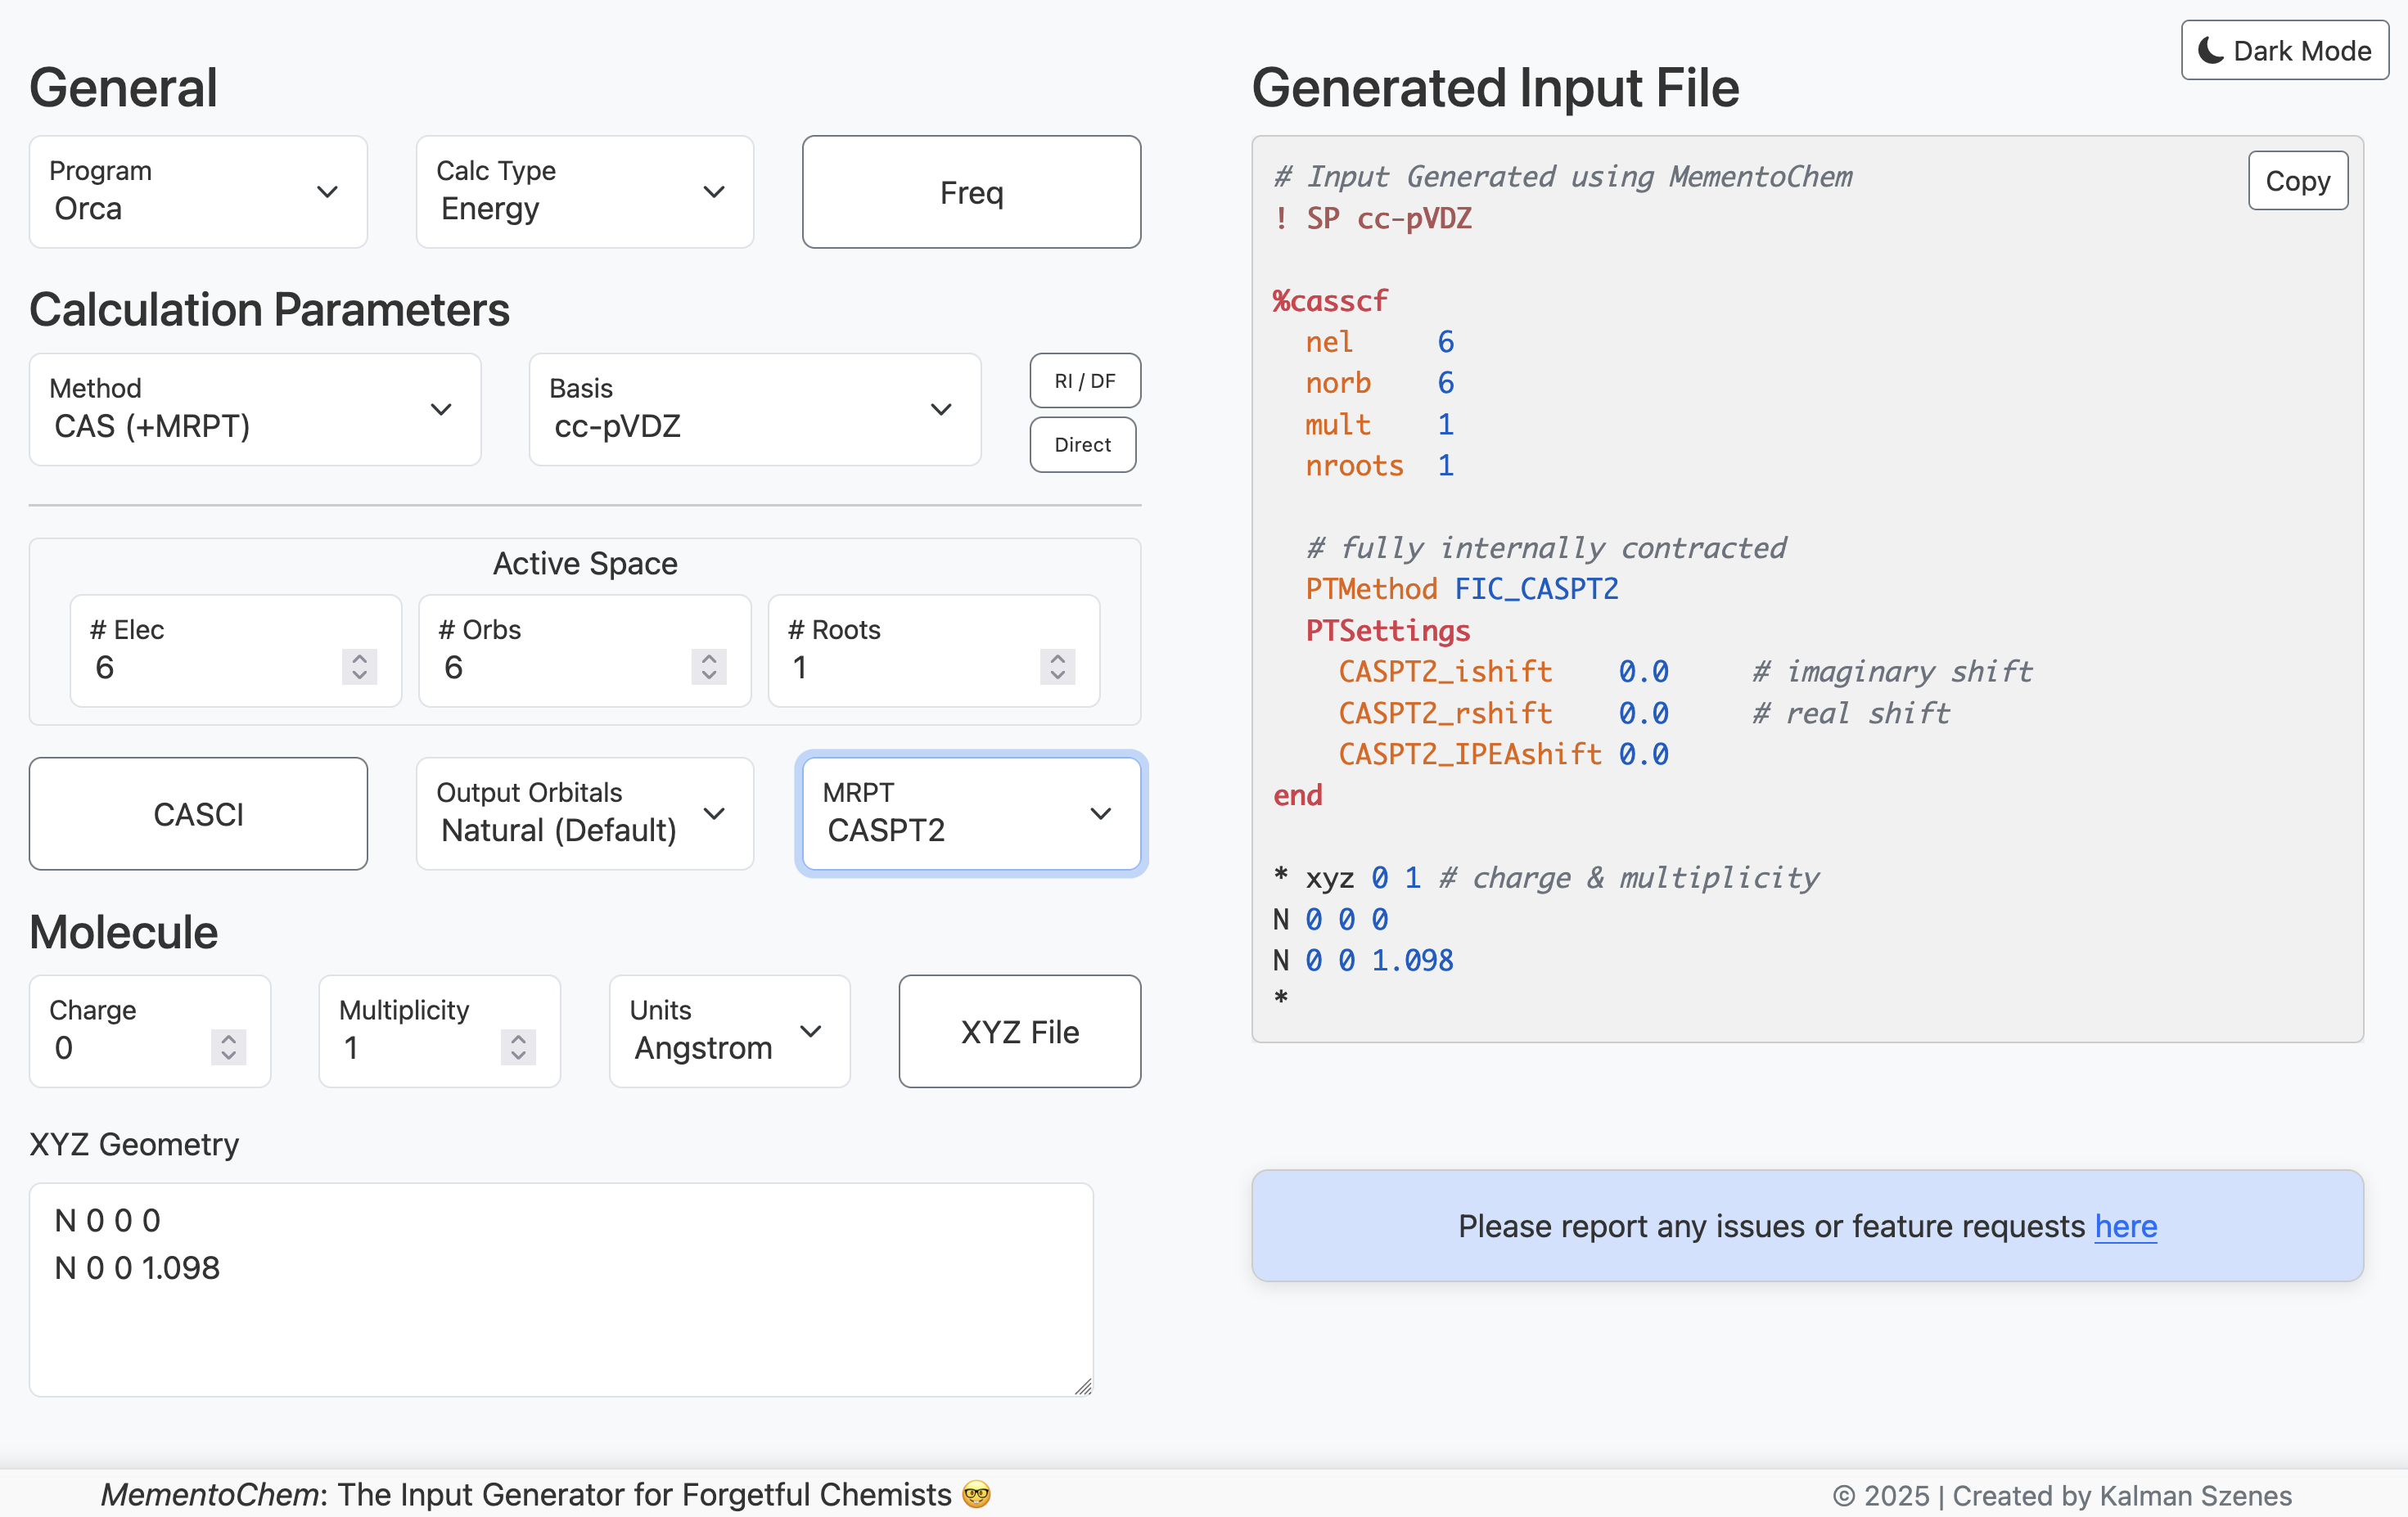 Dark Mode
General
Program
Orca
Calc Type
Energy
Freq
Calculation Parameters
Method
CAS (+MRPT)
Basis
cc-pVDZ
RI / DF
Direct
Active Space
# Elec
6
# Orbs
6
# Roots
1
CASCI
Output Orbitals
Natural (Default)
MRPT
CASPT2
Molecule
Charge
0
Multiplicity
1
Units
Angstrom
XYZ File
XYZ Geometry
N 0 0 0
N 0 0 1.098
Generated Input File
Copy
# Input Generated using MementoChem
! SP cc-pVDZ
%casscf
nel 6
norb 6
mult 1
nroots 1
# fully internally contracted
PTMethod FIC_CASPT2
PTSettings
CASPT2_ishift 0.0 # imaginary shift
CASPT2_rshift 0.0 # real shift
CASPT2_IPEAshift 0.0
end
* xyz 0 1 # charge & multiplicity
N 0 0 0
N 0 0 1.098
*
Please report any issues or feature requests here
MementoChem: The Input Generator for Forgetful Chemists 🤓
© 2025 | Created by Kalman Szenes